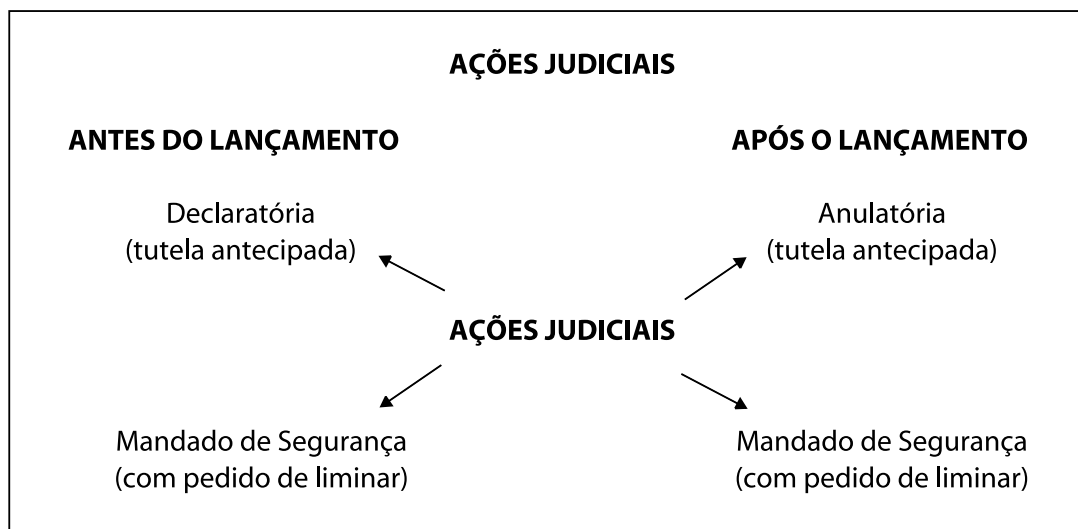 AÇÕES JUDICIAIS
ANTES DO LANÇAMENTO
APÓS O LANÇAMENTO
Declaratória
(tutela antecipada)
Anulatória
(tutela antecipada)
AÇÕES JUDICIAIS
Mandado de Segurança
(com pedido de liminar)
Mandado de Segurança
(com pedido de liminar)